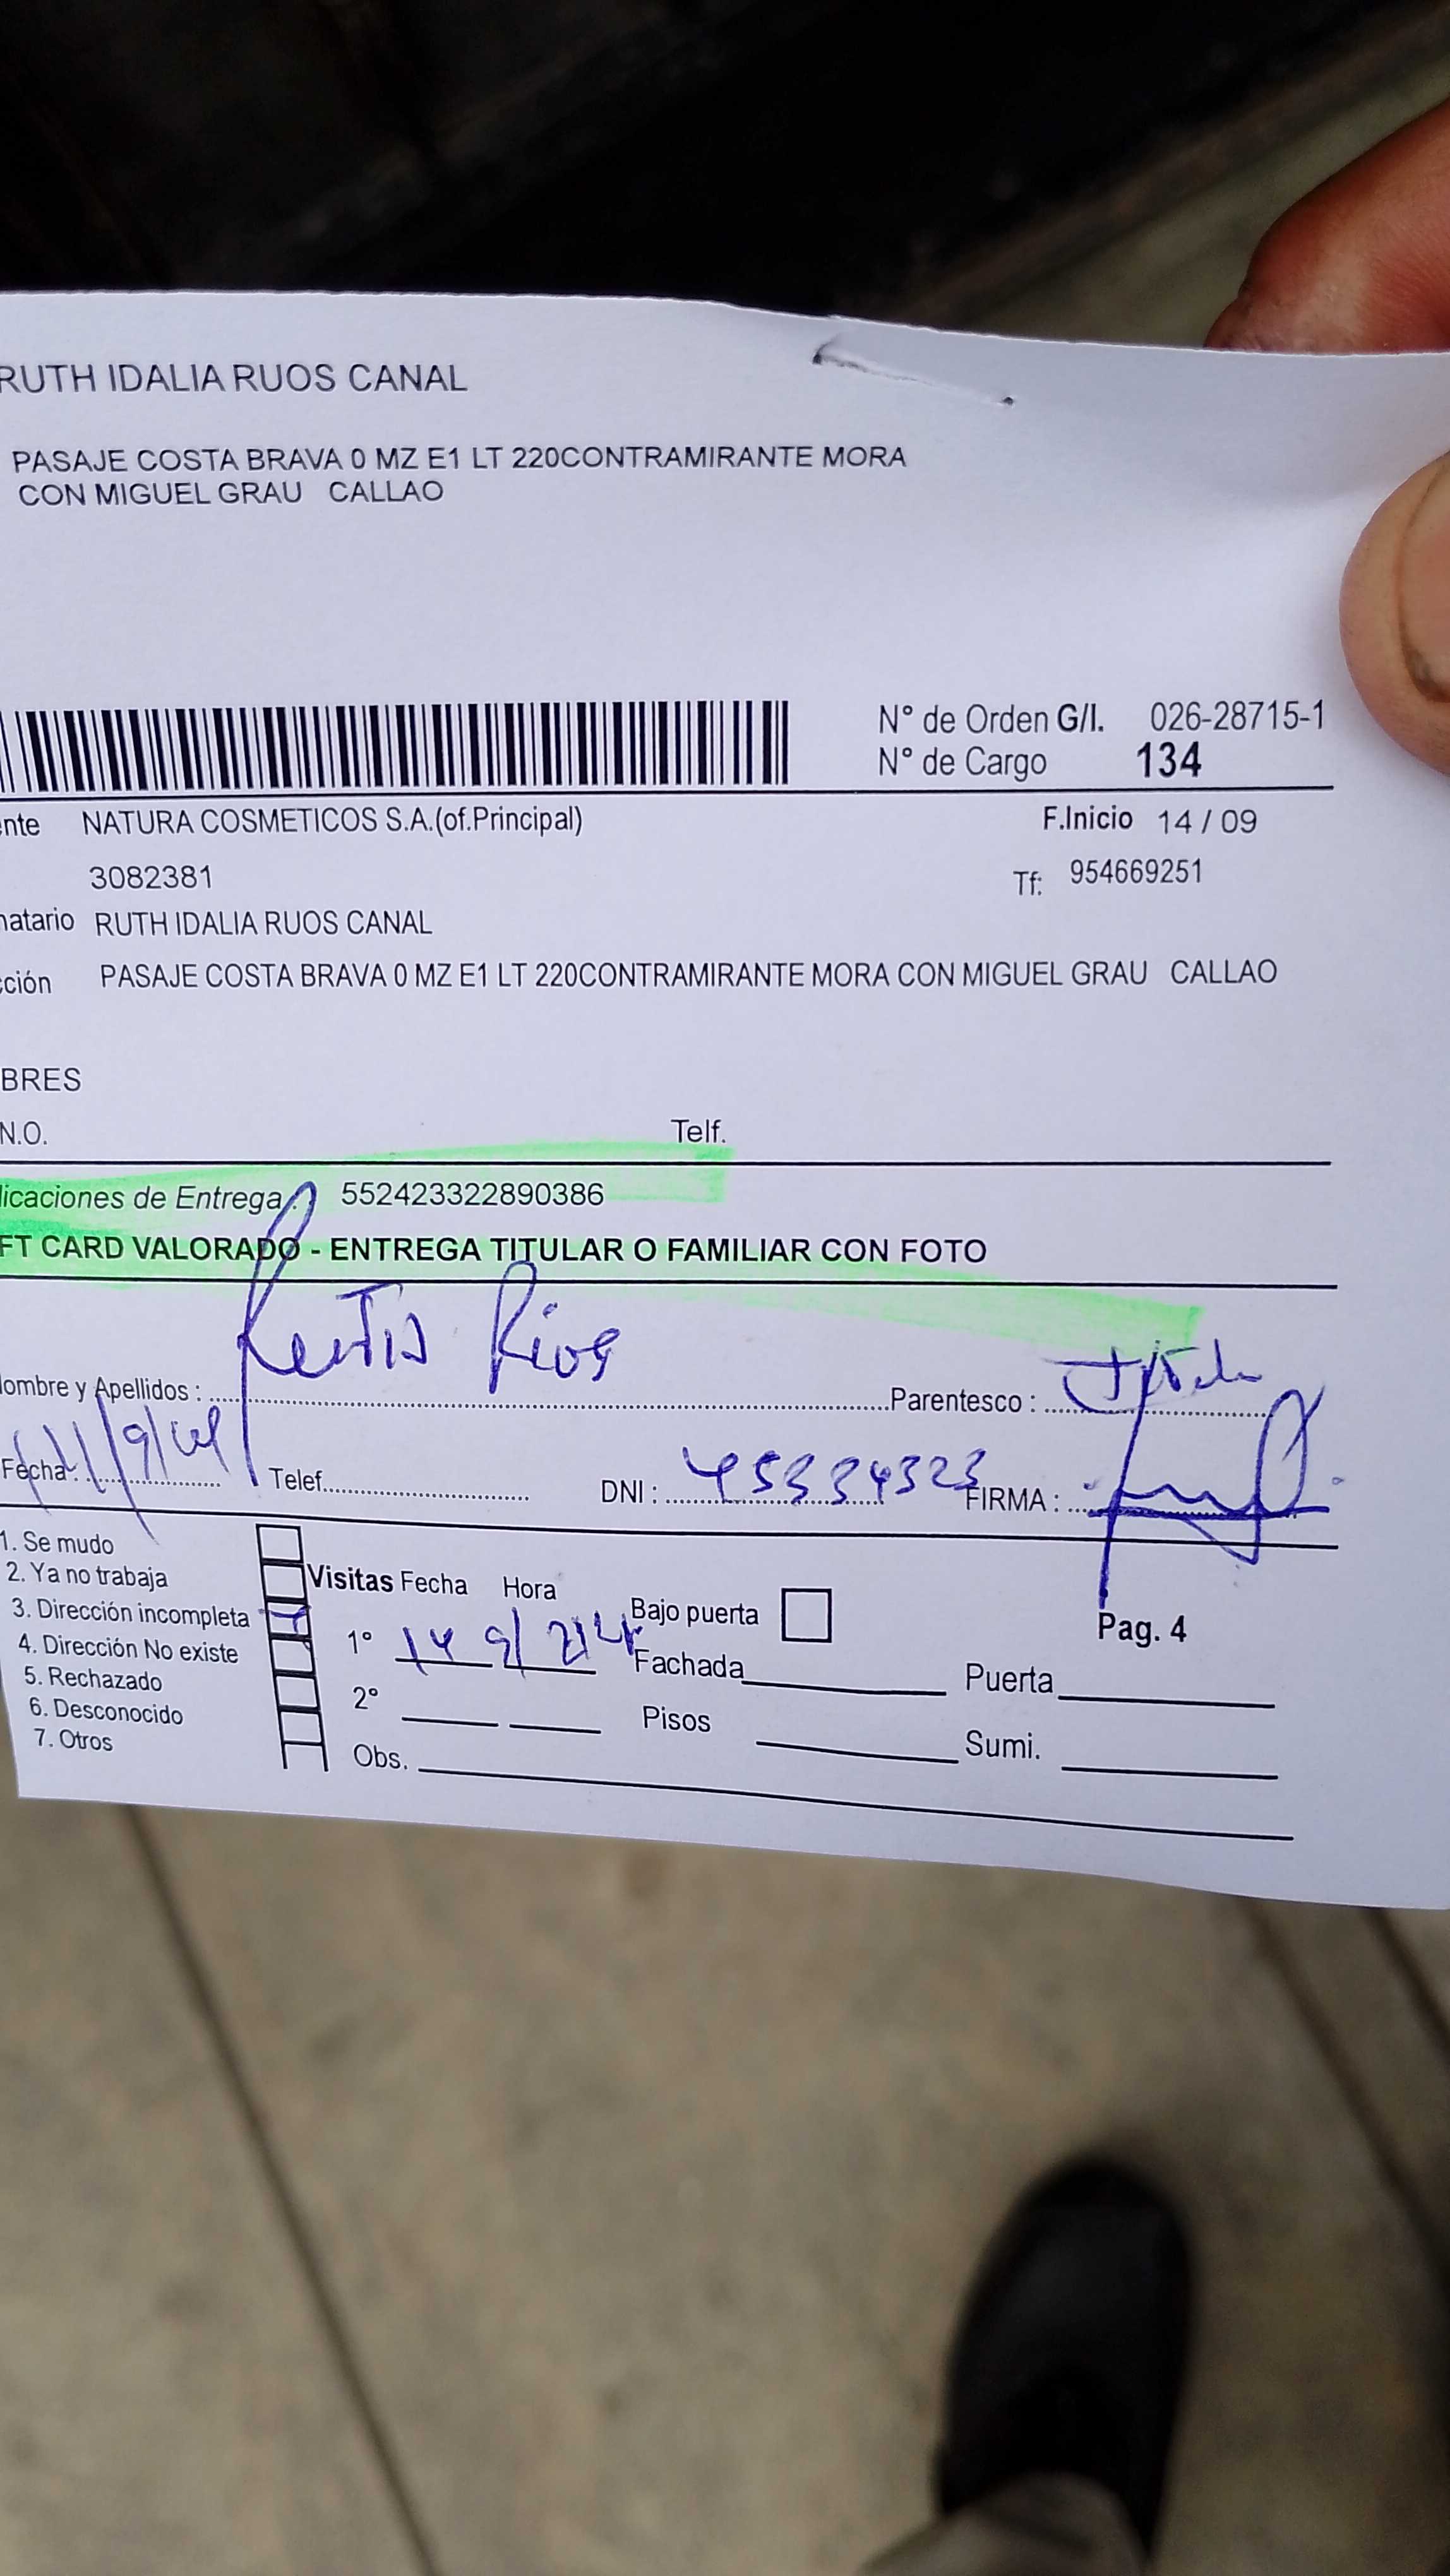 RUTH IDALIA RUOS CANAL
PASAJE COSTA BRAVA 0 MZ E1 LT 220CONTRAMIRANTE MORA
CON MIGUEL GRAU CALLAO
N° de Orden G/I. 026-28715-1
N° de Cargo 134
nte NATURA COSMETICOS S.A.(of.Principal) F.Inicio 14 / 09
3082381 Tf: 954669251
natario RUTH IDALIA RUOS CANAL
cción PASAJE COSTA BRAVA 0 MZ E1 LT 220CONTRAMIRANTE MORA CON MIGUEL GRAU CALLAO
BRES
N.O. Telf.
licaciones de Entrega : 552423322890386
FT CARD VALORADO - ENTREGA TITULAR O FAMILIAR CON FOTO
ombre y Apellidos : Rios Parentesco :
Fecha: Telef. DNI : FIRMA :
1. Se mudo
2. Ya no trabaja
3. Dirección incompleta
4. Dirección No existe
5. Rechazado
6. Desconocido
7. Otros
Visitas Fecha Hora Bajo puerta
Pag. 4
1° 14 9/ Fachada Puerta
2° Pisos Sumi.
Obs.